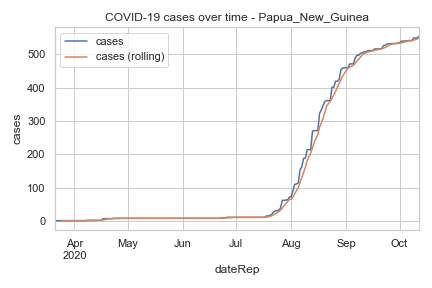 COVID-19 cases over time - Papua_New_Guinea
cases
cases (rolling)
cases
500
400
300
200
100
0
Apr May Jun Jul Aug Sep Oct
2020
dateRep